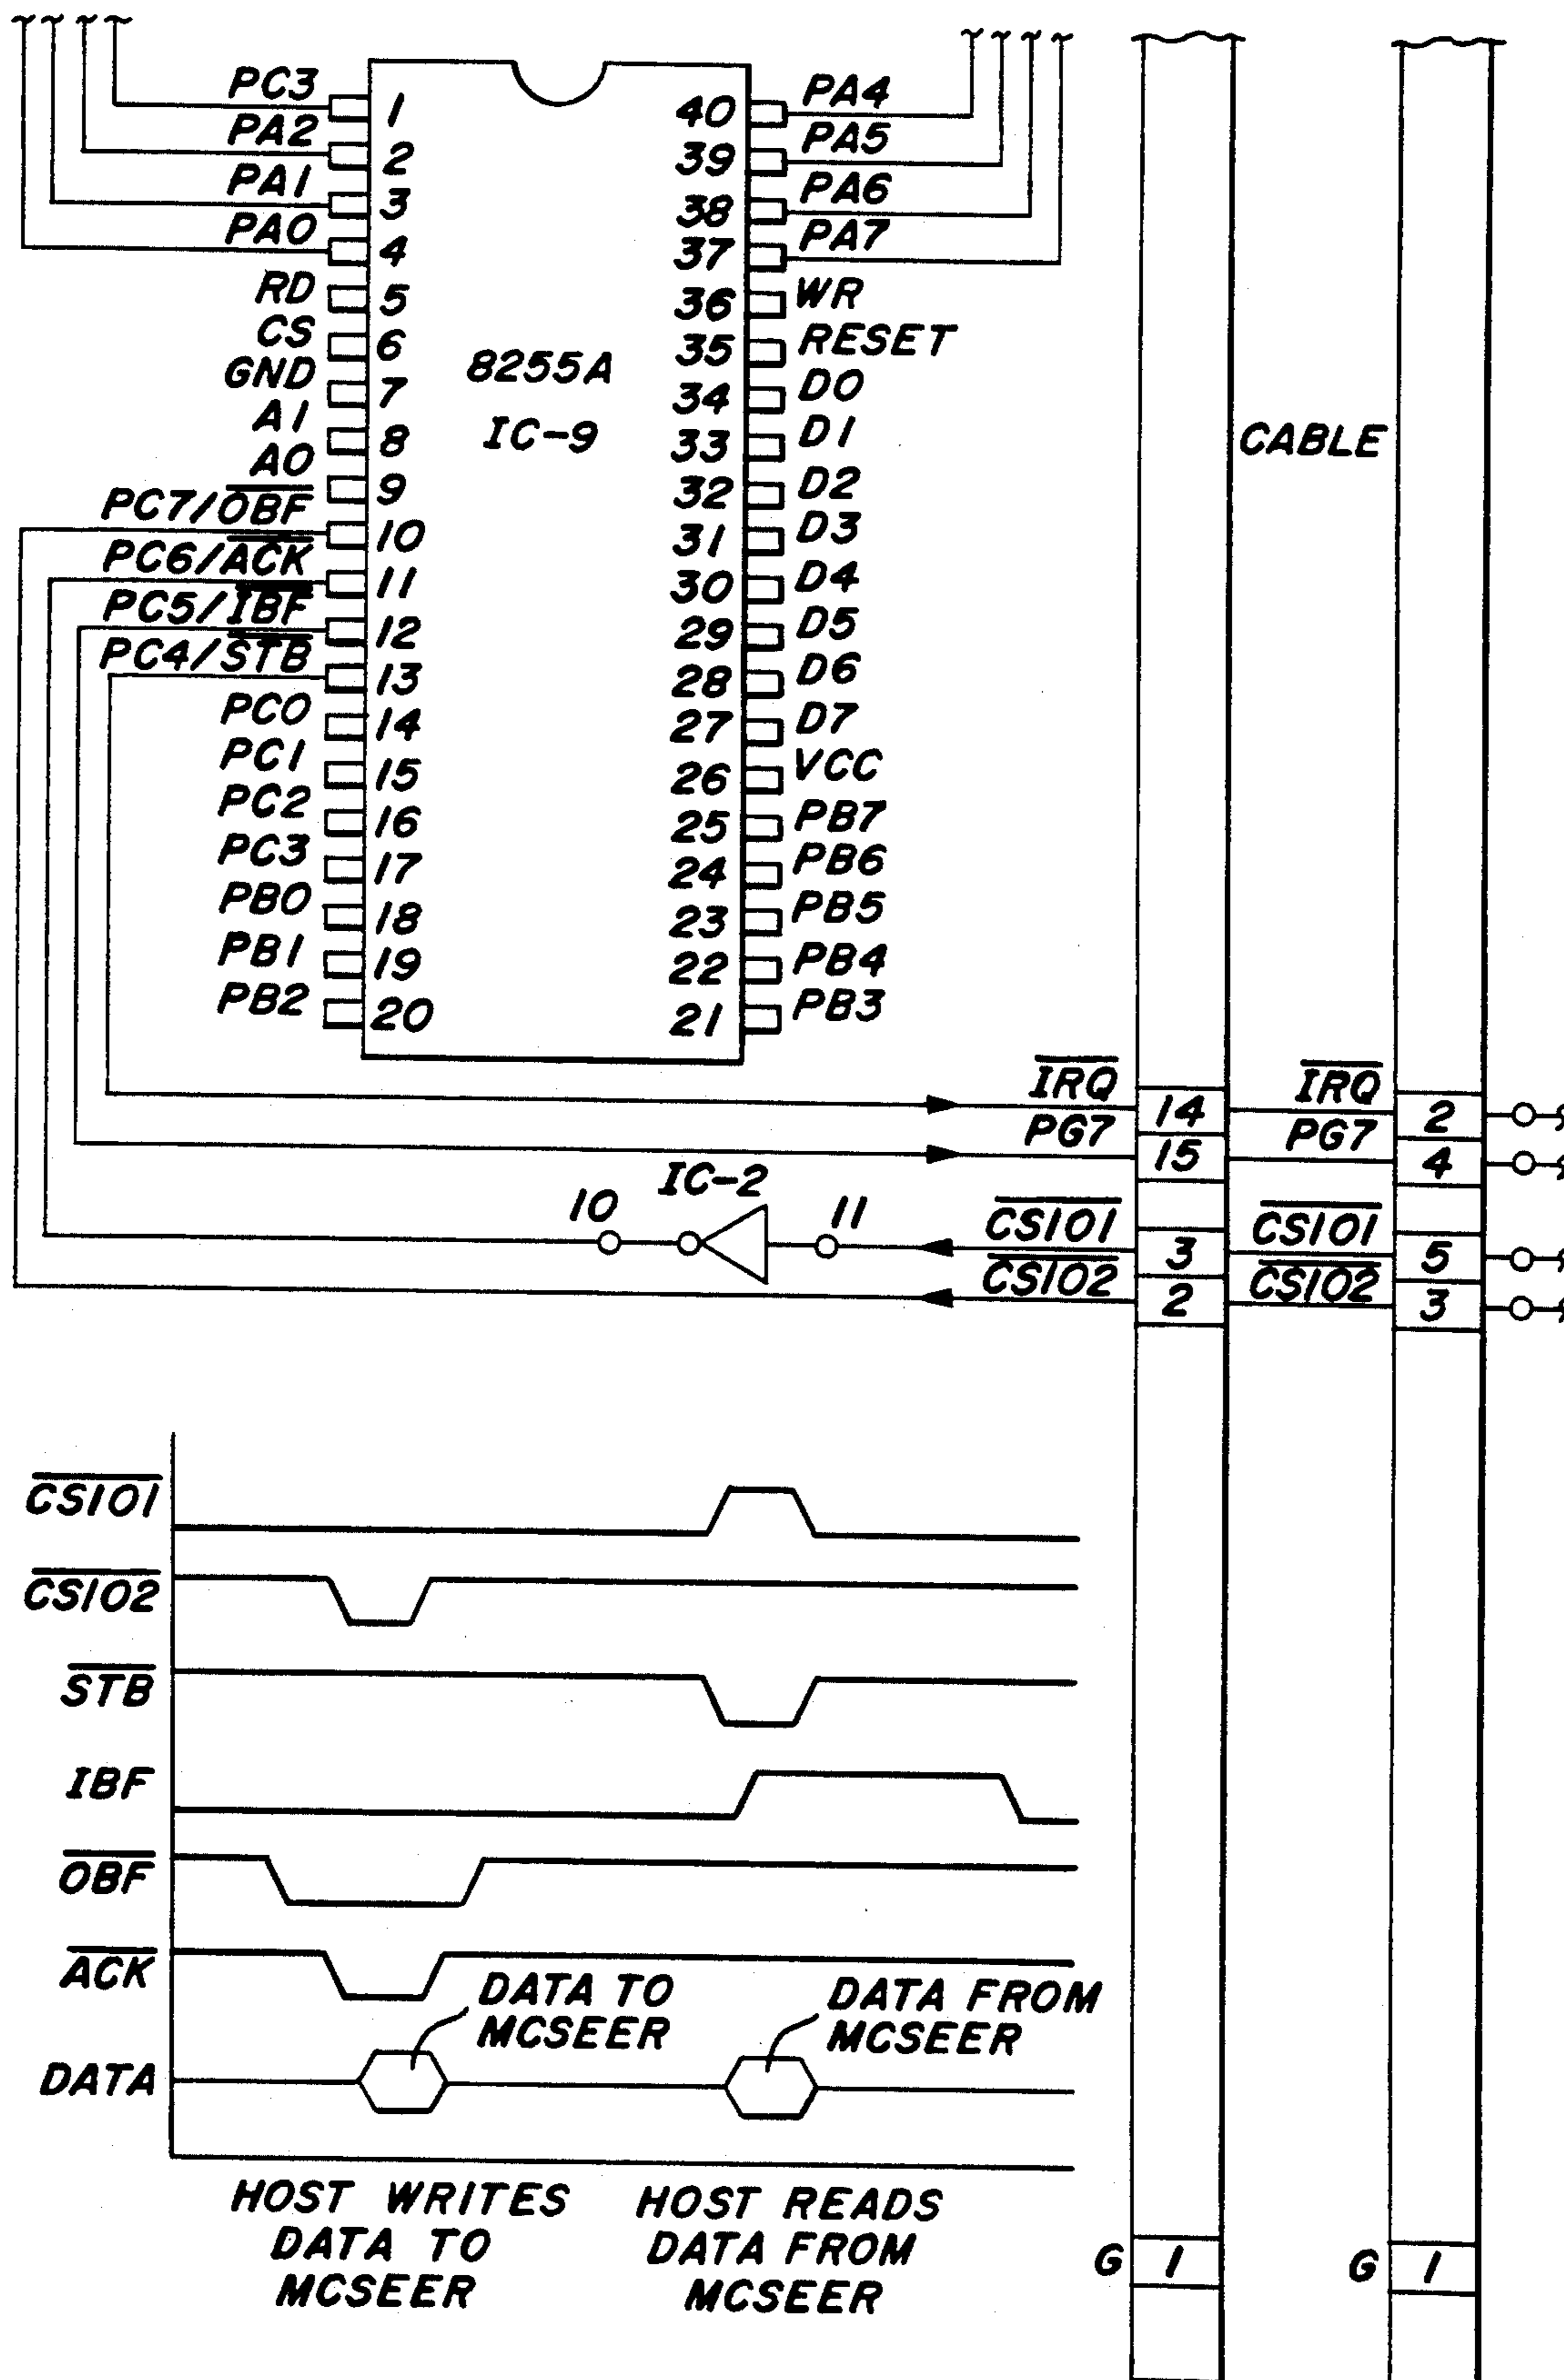 PC3 1
PA2 2
PA1 3
PA0 4
RD 5
CS 6
GND 7
A1 8
A0 9
PC7/OBF 10
PC6/ACK 11
PC5/IBF 12
PC4/STB 13
PC0 14
PC1 15
PC2 16
PC3 17
PB0 18
PB1 19
PB2 20
8255A
IC-9
40 PA4
39 PA5
38 PA6
37 PA7
36 WR
35 RESET
34 D0
33 D1
32 D2
31 D3
30 D4
29 D5
28 D6
27 D7
26 VCC
25 PB7
24 PB6
23 PB5
22 PB4
21 PB3
CABLE
IRQ 14 IRQ 2
PG7 15 PG7 4
10 IC-2 11
CSIO1 3 CSIO1 5
CSIO2 2 CSIO2 3
CSIO1
CSIO2
STB
IBF
OBF
ACK
DATA TO
MCSEER
DATA FROM
MCSEER
DATA
HOST WRITES
DATA TO
MCSEER
HOST READS
DATA FROM
MCSEER
G 1
G 1